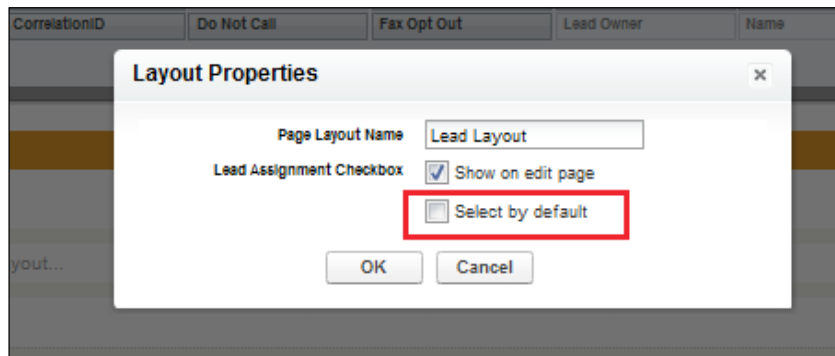 CorrelationID Do Not Call Fax Opt Out Lead Owner Name
Layout Properties
Page Layout Name Lead Layout
Lead Assignment Checkbox Show on edit page
Select by default
yout...
OK Cancel